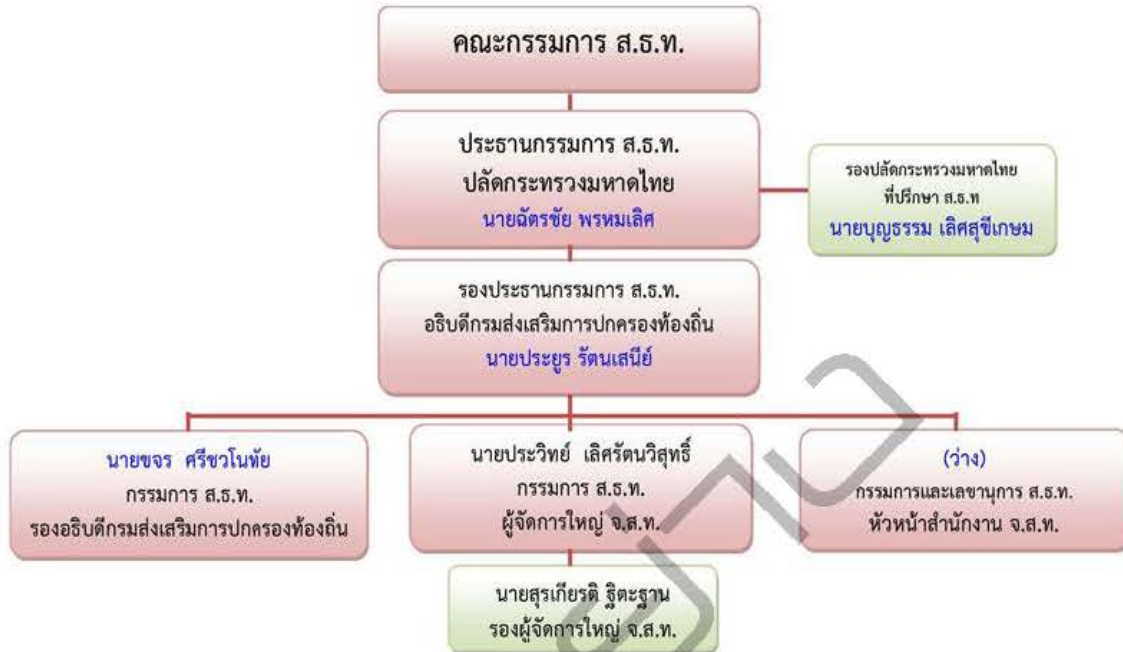 คณะกรรมการ ส.ธ.ท.
ประธานกรรมการ ส.ธ.ท.
ปลัดกระทรวงมหาดไทย
นายฉัตรชัย พรหมเลิศ
รองปลัดกระทรวงมหาดไทย
ที่ปรึกษา ส.ธ.ท
นายบุญธรรม เลิศสุขีเกษม
รองประธานกรรมการ ส.ธ.ท.
อธิบดีกรมส่งเสริมการปกครองท้องถิ่น
นายประยูร รัตนเสนีย์
นายขจร ศรีชวโนทัย
กรรมการ ส.ธ.ท.
รองอธิบดีกรมส่งเสริมการปกครองท้องถิ่น
นายประวิทย์ เลิศรัตนวิสุทธิ์
กรรมการ ส.ธ.ท.
ผู้จัดการใหญ่ จ.ส.ท.
(ว่าง)
กรรมการและเลขานุการ ส.ธ.ท.
หัวหน้าสำนักงาน จ.ส.ท.
นายสุรเกียรติ ฐิตะฐาน
รองผู้จัดการใหญ่ จ.ส.ท.